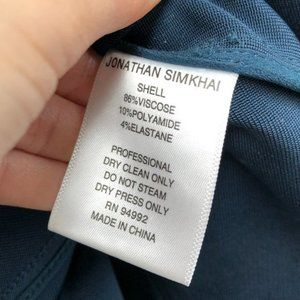 JONATHAN SIMKHAI
SHELL
86%VISCOSE
10%POLYAMIDE
4%ELASTANE
PROFESSIONAL
DRY CLEAN ONLY
DO NOT STEAM
DRY PRESS ONLY
RN 94992
MADE IN CHINA